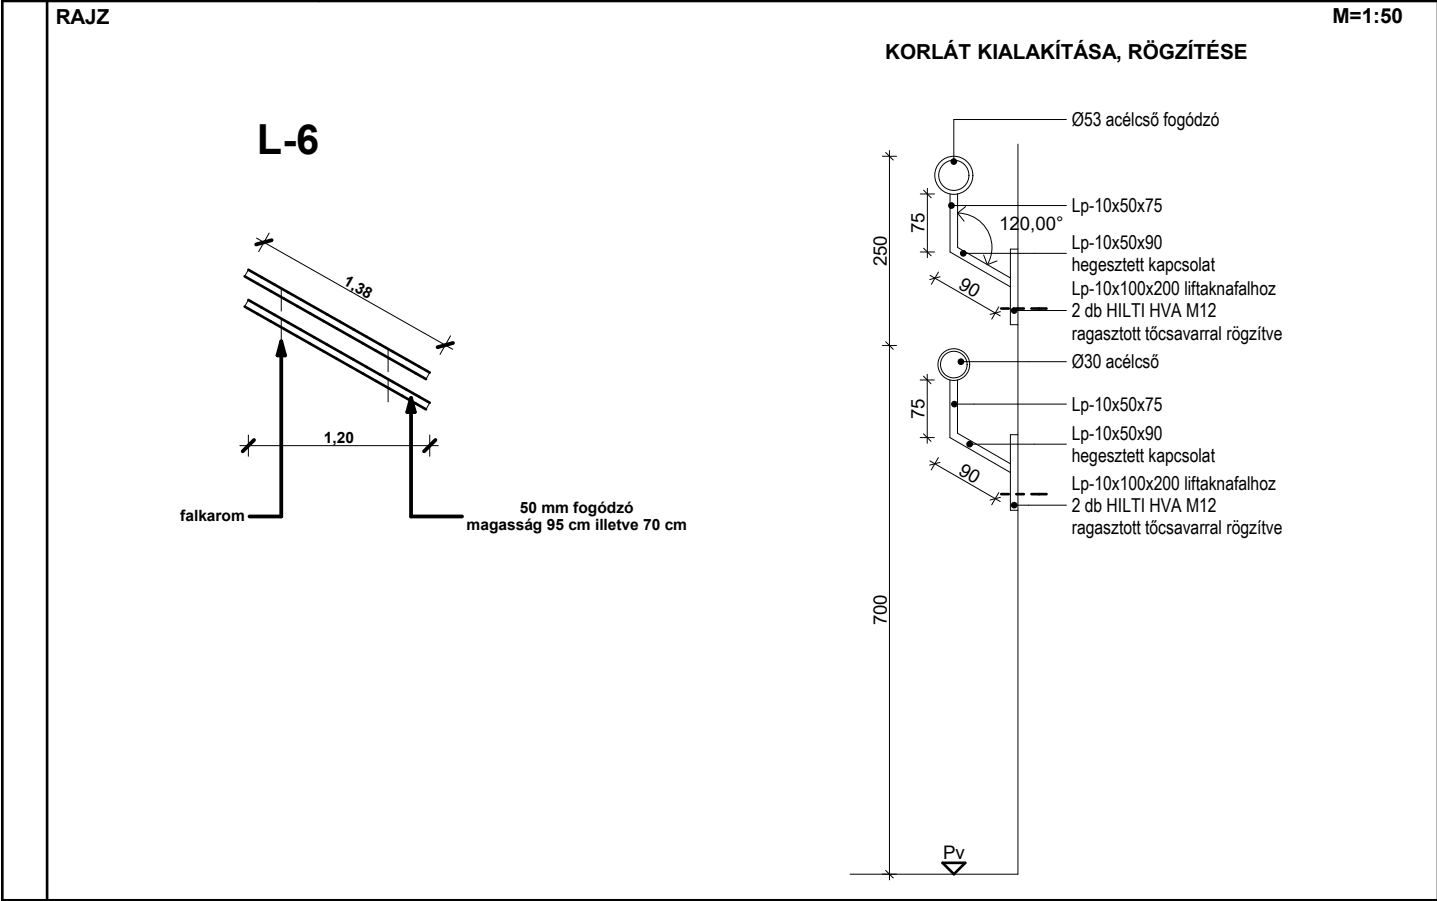 RAJZ
M=1:50
KORLÁT KIALAKÍTÁSA, RÖGZÍTÉSE
L-6
1,38
1,20
falkarom
50 mm fogódzó
magasság 95 cm illetve 70 cm
Ø53 acélcső fogódzó
250
75
120,00°
90
Lp-10x50x75
Lp-10x50x90
hegesztett kapcsolat
Lp-10x100x200 liftaknafalhoz
2 db HILTI HVA M12
ragasztott tőcsavarral rögzítve
Ø30 acélcső
75
90
Lp-10x50x75
Lp-10x50x90
hegesztett kapcsolat
Lp-10x100x200 liftaknafalhoz
2 db HILTI HVA M12
ragasztott tőcsavarral rögzítve
700
Pv